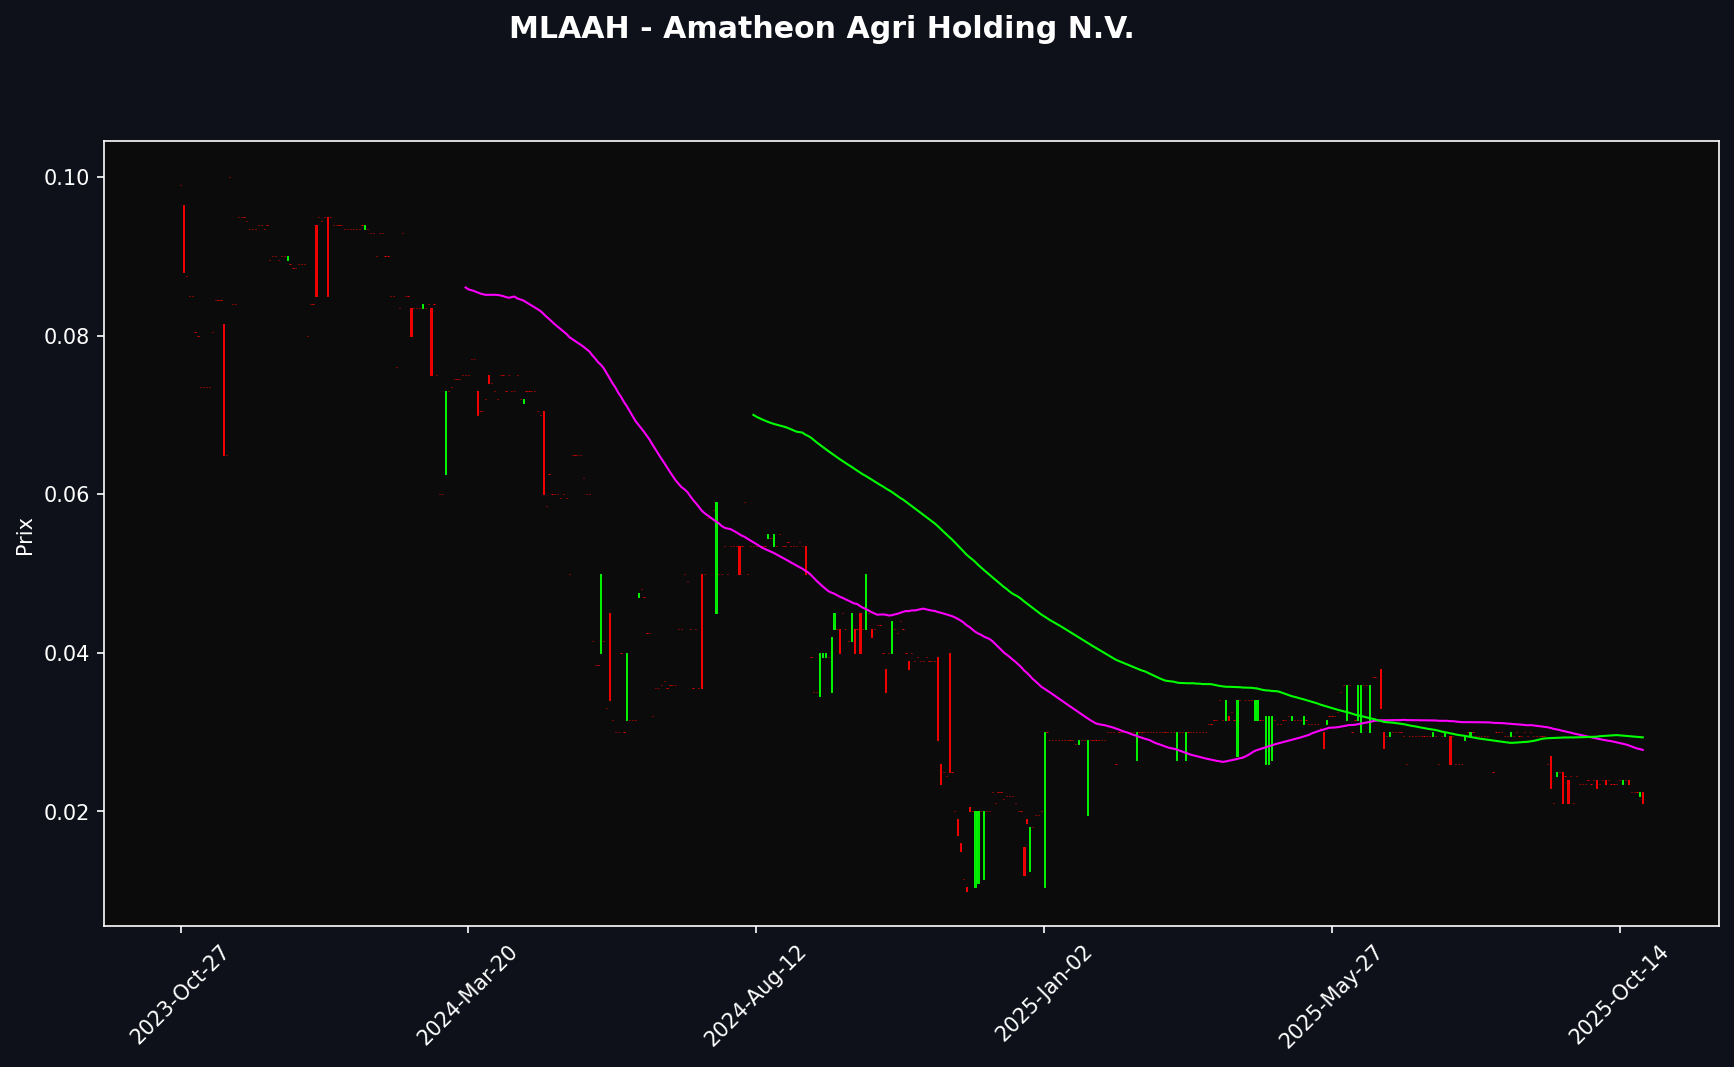 MLAAH - Amatheon Agri Holding N.V.
Prix
0.10
0.08
0.06
0.04
0.02
2023-Oct-27
2024-Mar-20
2024-Aug-12
2025-Jan-02
2025-May-27
2025-Oct-14